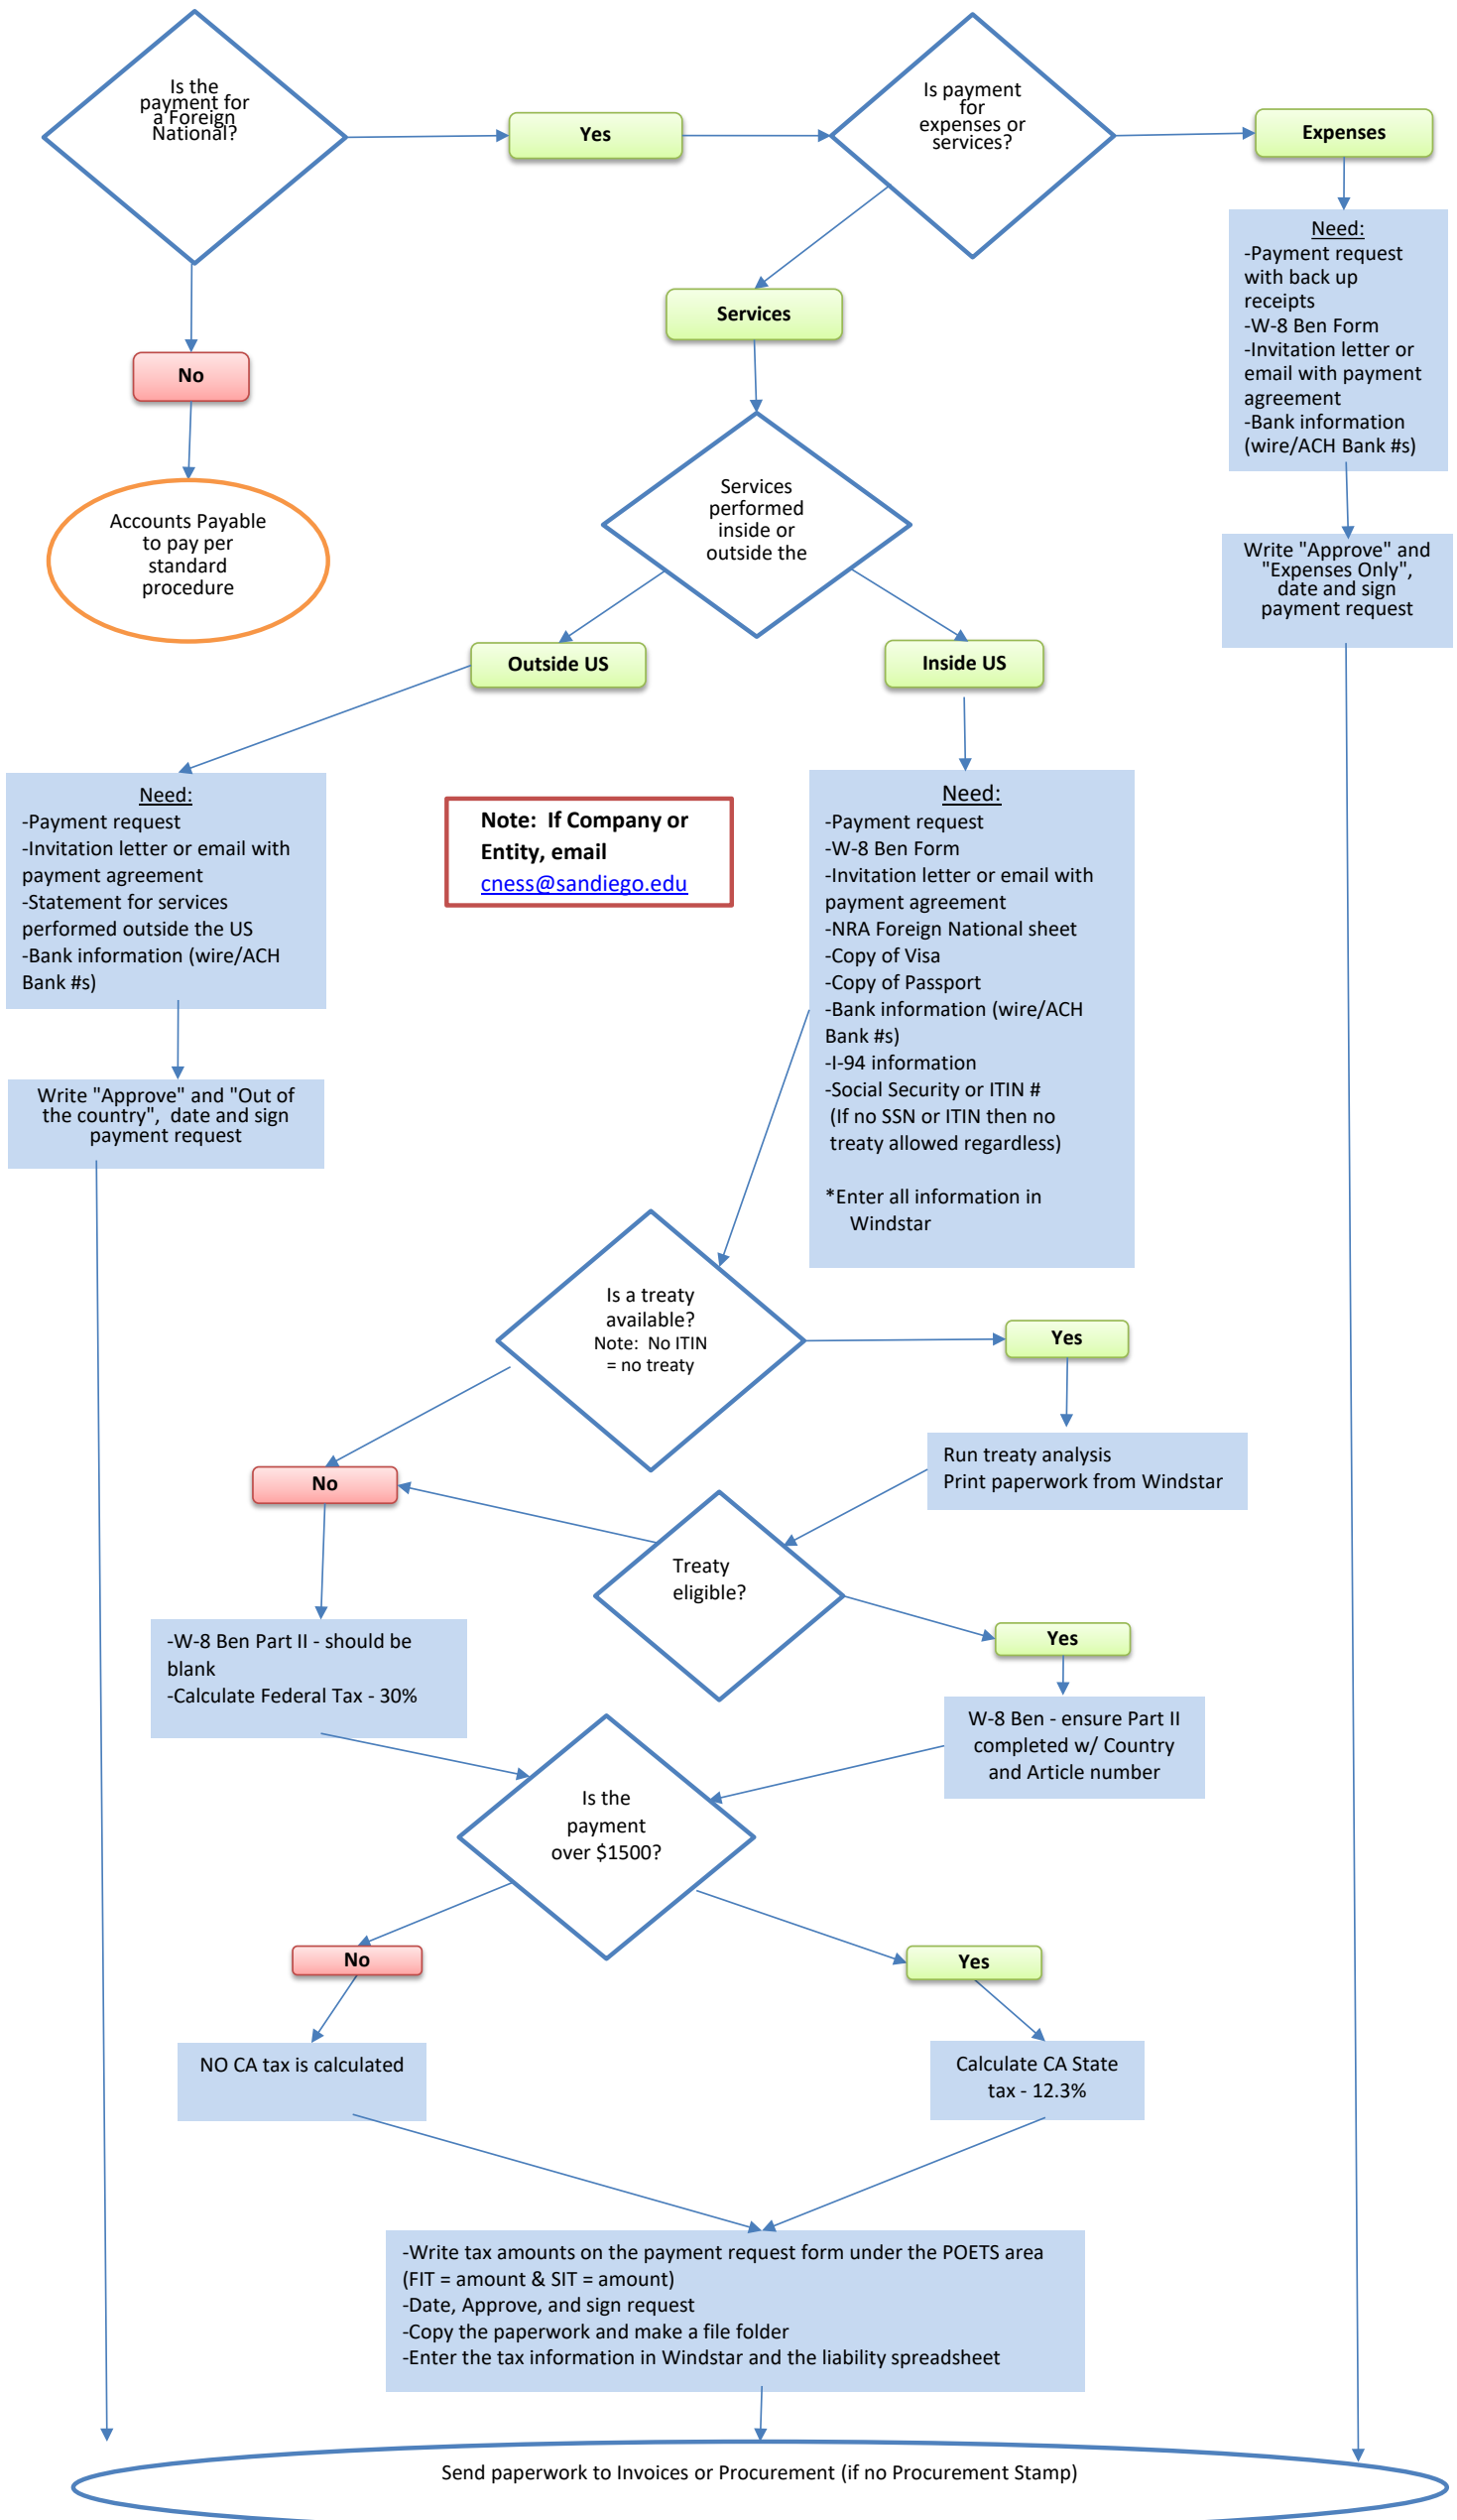 Is the
payment for
a Foreign
National?
Yes
Is payment
for
expenses or
services?
Expenses
Need:
-Payment request
with back up
receipts
-W-8 Ben Form
-Invitation letter or
email with payment
agreement
-Bank information
(wire/ACH Bank #s)
Services
No
Accounts Payable
to pay per
standard
procedure
Services
performed
inside or
outside the
Write "Approve" and
"Expenses Only",
date and sign
payment request
Outside US
Inside US
Need:
-Payment request
-Invitation letter or email with
payment agreement
-Statement for services
performed outside the US
-Bank information (wire/ACH
Bank #s)
Note:  If Company or
Entity, email
cness@sandiego.edu
Need:
-Payment request
-W-8 Ben Form
-Invitation letter or email with
payment agreement
-NRA Foreign National sheet
-Copy of Visa
-Copy of Passport
-Bank information (wire/ACH
Bank #s)
-I-94 information
-Social Security or ITIN #
(If no SSN or ITIN then no
treaty allowed regardless)
*Enter all information in
Windstar
Write "Approve" and "Out of
the country",  date and sign
payment request
Is a treaty
available?
Note:  No ITIN
= no treaty
Yes
Run treaty analysis
Print paperwork from Windstar
No
Treaty
eligible?
Yes
-W-8 Ben Part II - should be
blank
-Calculate Federal Tax - 30%
W-8 Ben - ensure Part II
completed w/ Country
and Article number
Is the
payment
over $1500?
No
Yes
NO CA tax is calculated
Calculate CA State
tax - 12.3%
-Write tax amounts on the payment request form under the POETS area
(FIT = amount & SIT = amount)
-Date, Approve, and sign request
-Copy the paperwork and make a file folder
-Enter the tax information in Windstar and the liability spreadsheet
Send paperwork to Invoices or Procurement (if no Procurement Stamp)